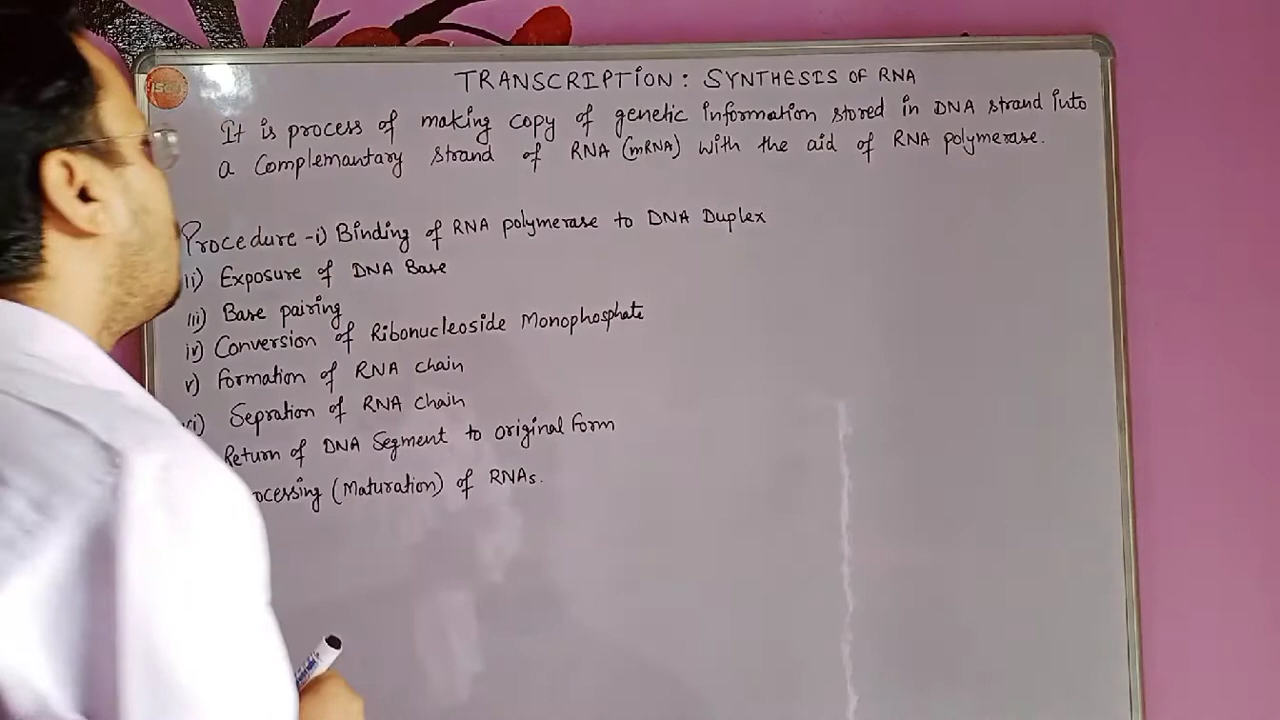 TRANSCRIPTION: SYNTHESIS OF RNA
It is process of making copy of genetic information stored in DNA strand into
a Complemantary strand of RNA (mRNA) with the aid of RNA polymerase.
Procedure - i) Binding of RNA polymerase to DNA Duplex
ii) Exposure of DNA Base
iii) Base pairing
iv) Conversion of Ribonucleoside Monophosphate
v) Formation of RNA chain
vi) Sepration of RNA Chain
Return of DNA Segment to original Form
ocessing (Maturation) of RNAs.